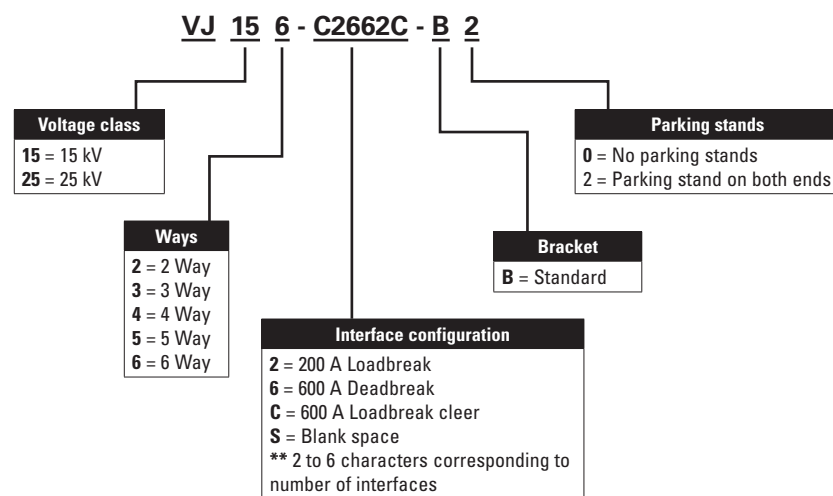 VJ 15 6 - C2662C - B 2
Voltage class
15 = 15 kV
25 = 25 kV
Parking stands
0 = No parking stands
2 = Parking stand on both ends
Ways
2 = 2 Way
3 = 3 Way
4 = 4 Way
5 = 5 Way
6 = 6 Way
Bracket
B = Standard
Interface configuration
2 = 200 A Loadbreak
6 = 600 A Deadbreak
C = 600 A Loadbreak cleer
S = Blank space
** 2 to 6 characters corresponding to
number of interfaces